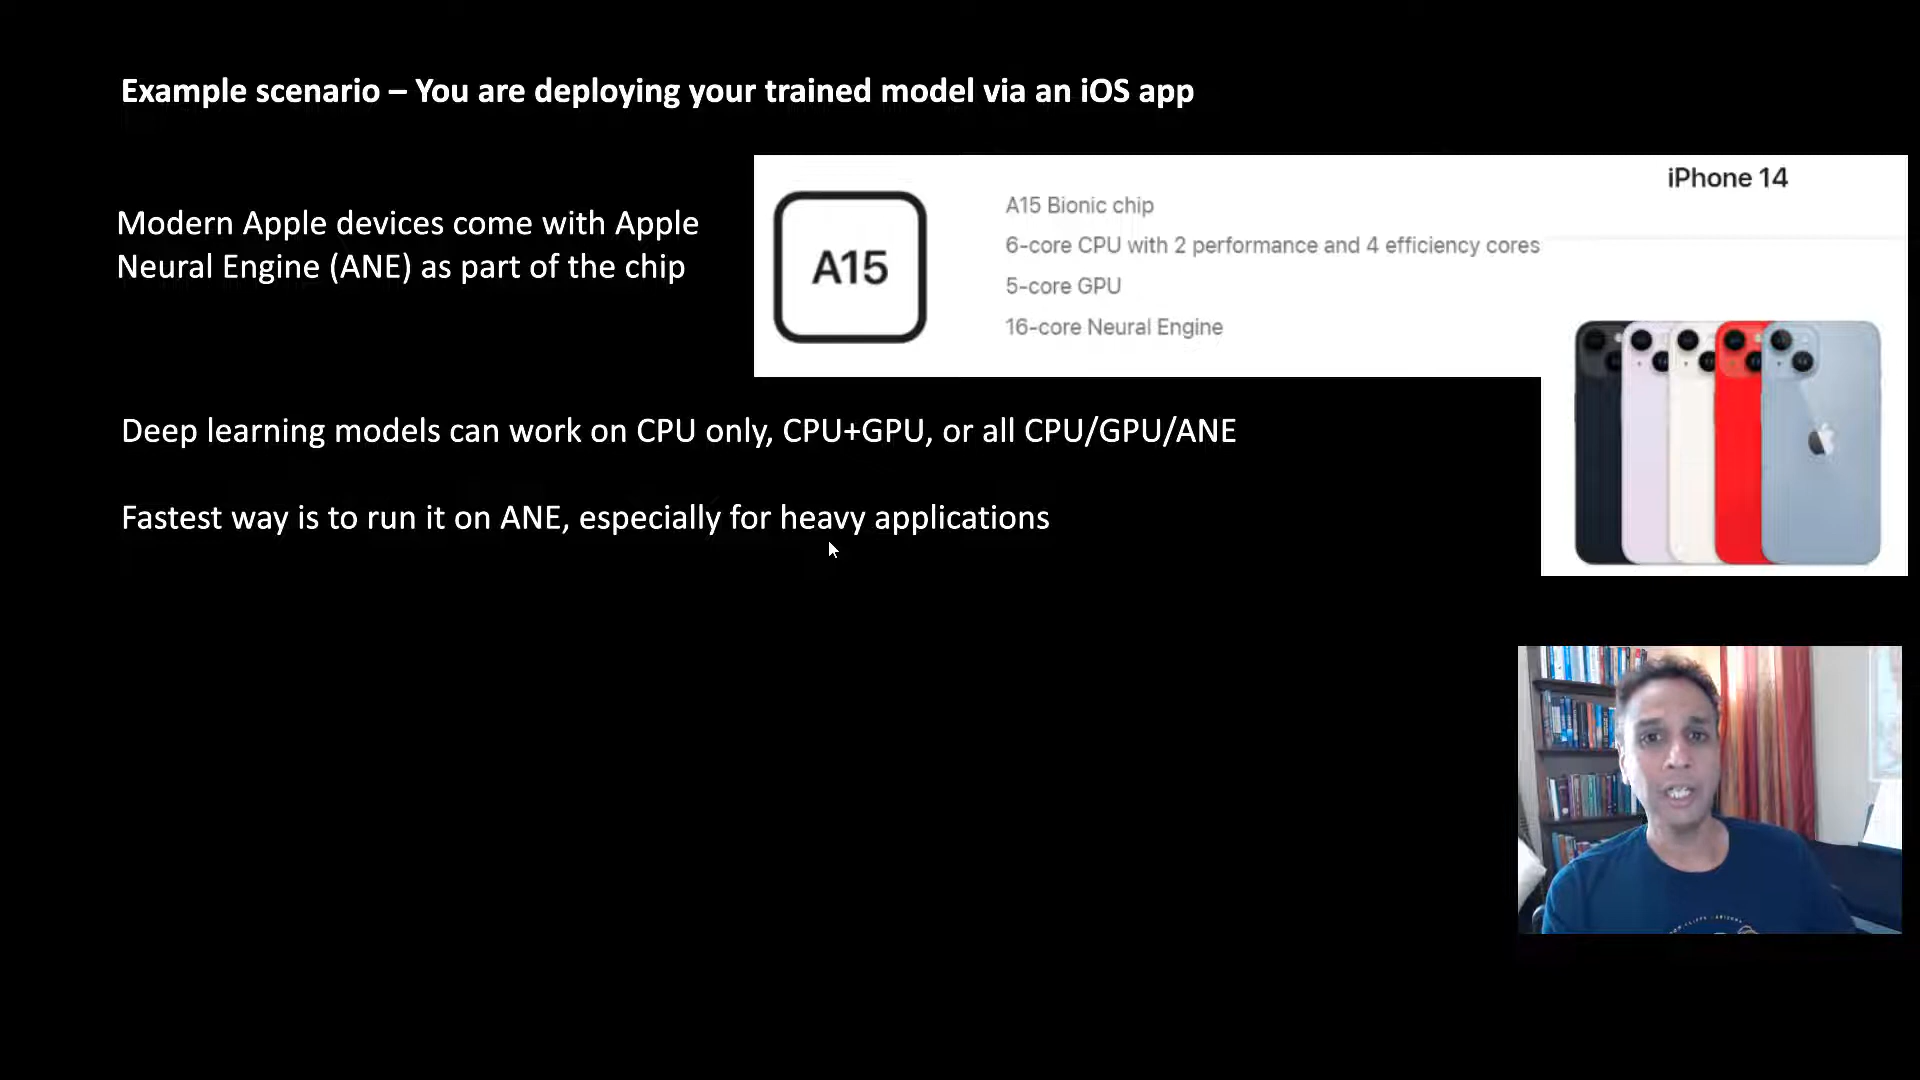 Example scenario – You are deploying your trained model via an iOS app
Modern Apple devices come with Apple
Neural Engine (ANE) as part of the chip
A15
A15 Bionic chip
6-core CPU with 2 performance and 4 efficiency cores
5-core GPU
16-core Neural Engine
iPhone 14
Deep learning models can work on CPU only, CPU+GPU, or all CPU/GPU/ANE
Fastest way is to run it on ANE, especially for heavy applications